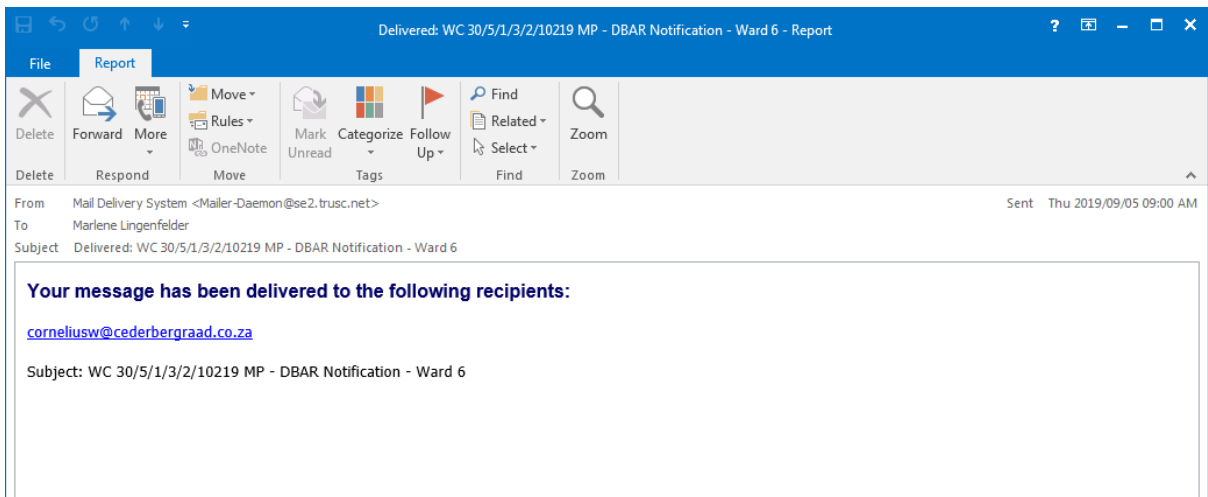 Delivered: WC 30/5/1/3/2/10219 MP - DBAR Notification - Ward 6 - Report
?
File Report
Delete
Forward
More
Move
Rules
OneNote
Mark Unread
Categorize
Follow Up
Find
Related
Select
Zoom
Delete Respond Move Tags Find Zoom
From Mail Delivery System <Mailer-Daemon@se2.trusc.net> Sent Thu 2019/09/05 09:00 AM
To Marlene Lingenfelder
Subject Delivered: WC 30/5/1/3/2/10219 MP - DBAR Notification - Ward 6
Your message has been delivered to the following recipients:
corneliusw@cederbergraad.co.za
Subject: WC 30/5/1/3/2/10219 MP - DBAR Notification - Ward 6